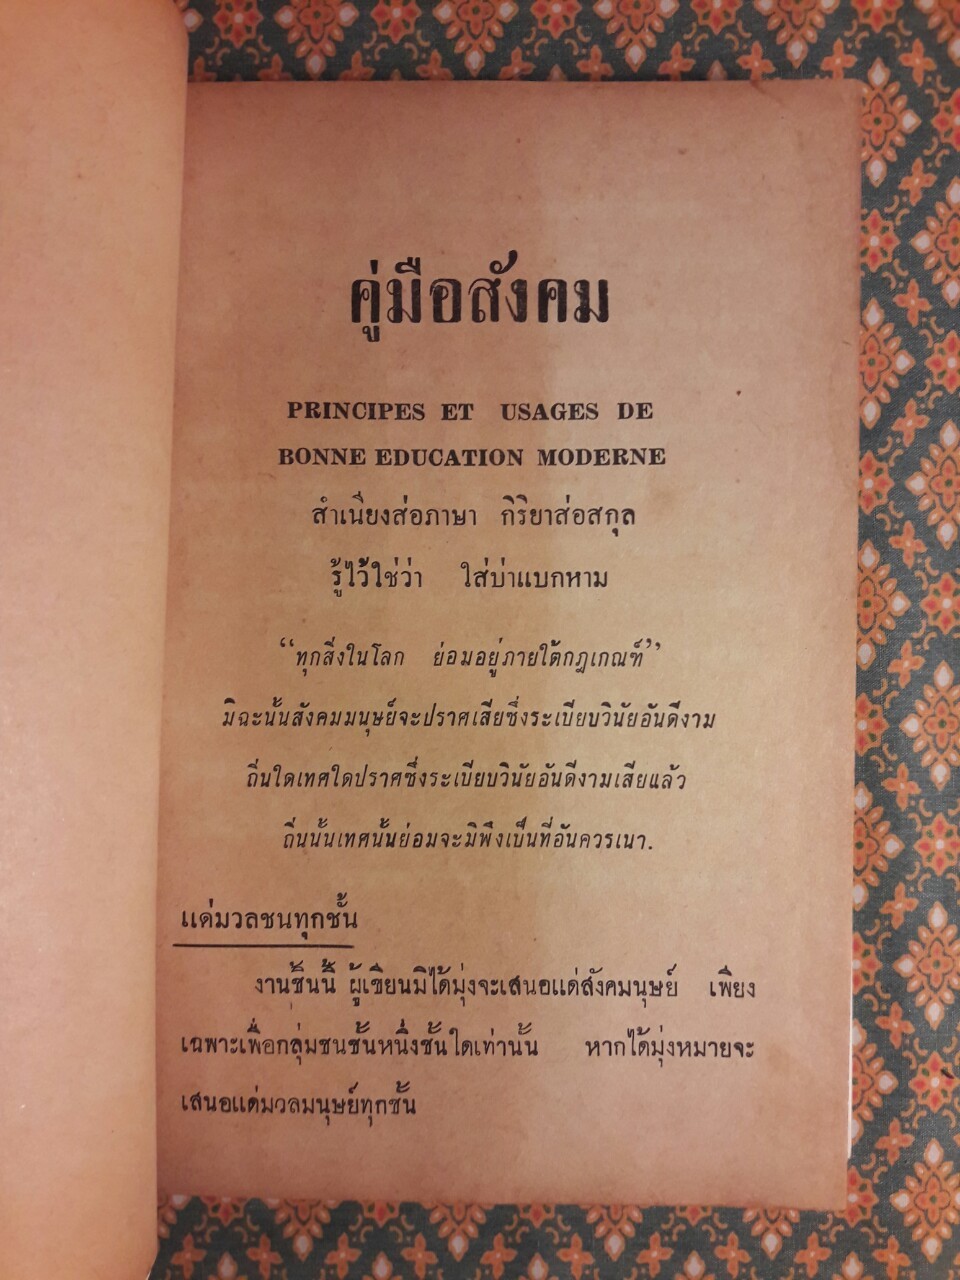 คู่มือสังคม
PRINCIPES ET USAGES DE
BONNE EDUCATION MODERNE
สำเนียงส่อภาษา กิริยาส่อสกุล
รู้ไว้ใช่ว่า ใส่บ่าแบกหาม
“ทุกสิ่งในโลก ย่อมอยู่ภายใต้กฎเกณฑ์”
มิฉะนั้นสังคมมนุษย์จะปราศเสียซึ่งระเบียบวินัยอันดีงาม
ถิ่นใดเทศใดปราศซึ่งระเบียบวินัยอันดีงามเสียแล้ว
ถิ่นนั้นเทศนั้นย่อมจะมิพึงเป็นที่อันควรเนา.
แด่มวลชนทุกชั้น
งานชิ้นนี้ ผู้เขียนมิได้มุ่งจะเสนอแด่สังคมนุษย์ เพียง
เฉพาะเพื่อกลุ่มชนชั้นหนึ่งชั้นใดเท่านั้น หากได้มุ่งหมายจะ
เสนอแด่มวลมนุษย์ทุกชั้น